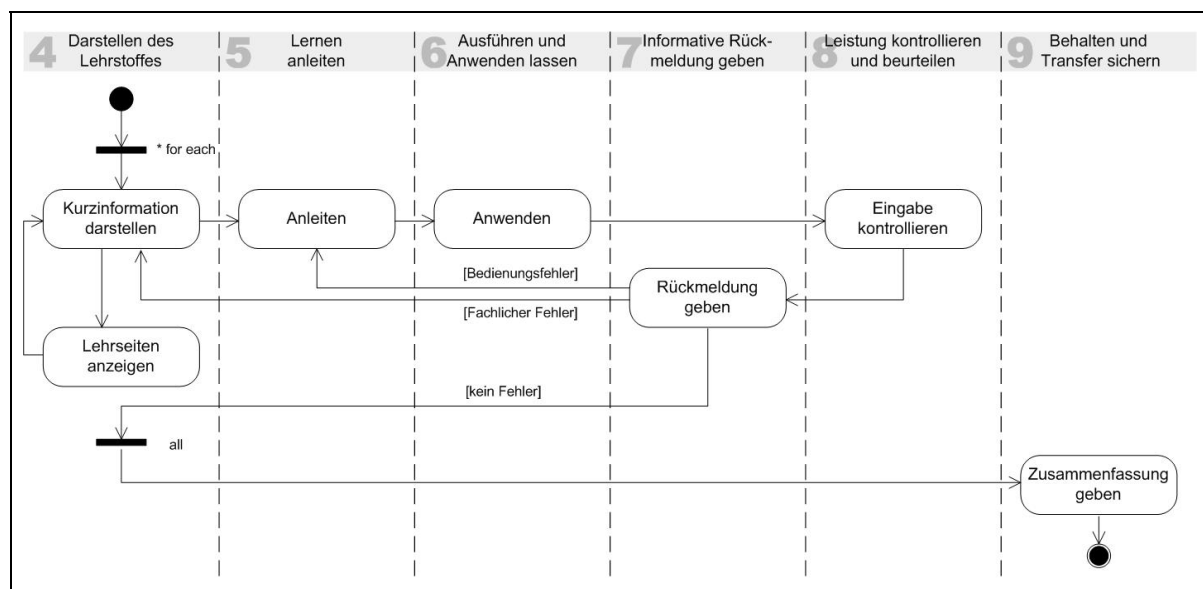 4 Darstellen des
Lehrstoffes
5 Lernen
anleiten
6 Ausführen und
Anwenden lassen
7 Informative Rück-
meldung geben
8 Leistung kontrollieren
und beurteilen
9 Behalten und
Transfer sichern
* for each
Kurzinformation
darstellen
Anleiten
Anwenden
Eingabe
kontrollieren
[Bedienungsfehler]
Rückmeldung
geben
[Fachlicher Fehler]
Lehrseiten
anzeigen
[kein Fehler]
all
Zusammenfassung
geben